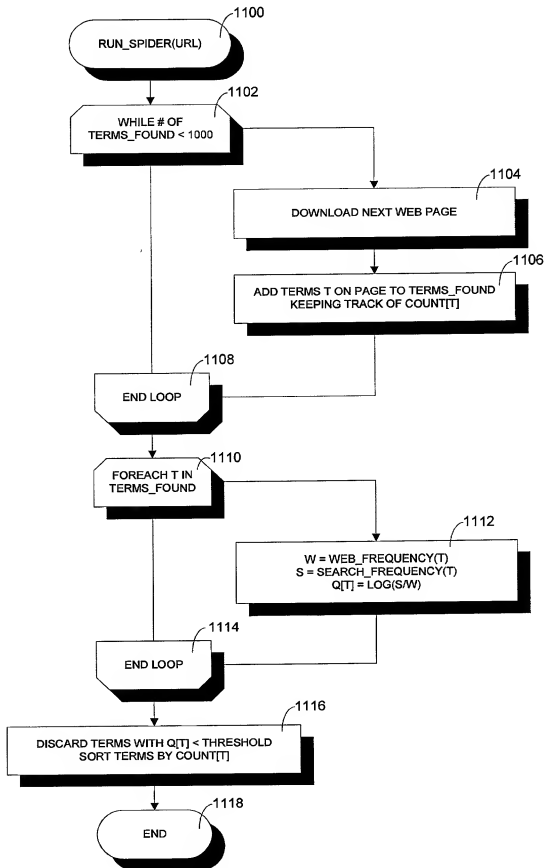 1100
RUN_SPIDER(URL)
1102
WHILE # OF
TERMS_FOUND < 1000
1104
DOWNLOAD NEXT WEB PAGE
1106
ADD TERMS T ON PAGE TO TERMS_FOUND
KEEPING TRACK OF COUNT[T]
1108
END LOOP
1110
FOREACH T IN
TERMS_FOUND
1112
W = WEB_FREQUENCY(T)
S = SEARCH_FREQUENCY(T)
Q[T] = LOG(S/W)
1114
END LOOP
1116
DISCARD TERMS WITH Q[T] < THRESHOLD
SORT TERMS BY COUNT[T]
1118
END